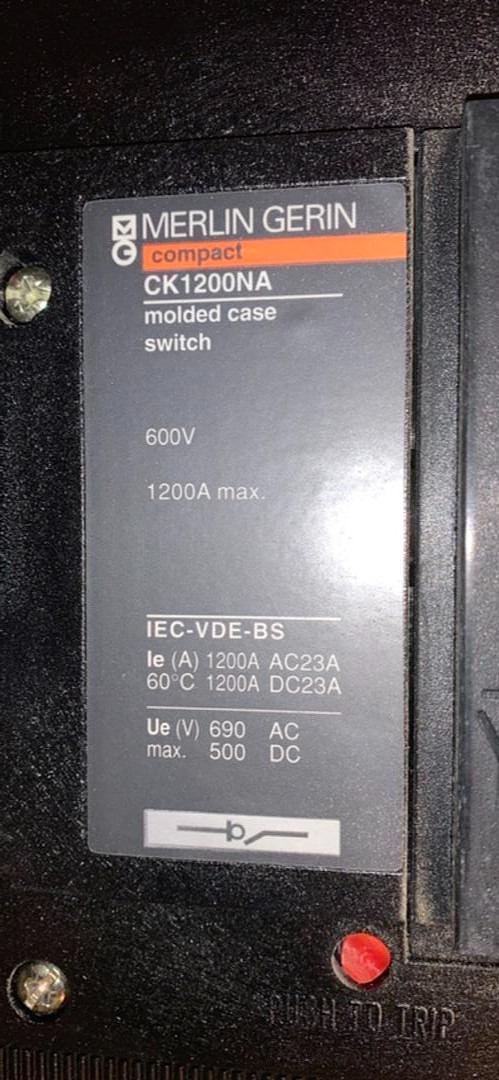 MERLIN GERIN
compact
CK1200NA
molded case
switch
600V
1200A max.
IEC-VDE-BS
Ie (A) 1200A AC23A
60°C 1200A DC23A
Ue (V) 690 AC
max. 500 DC
PUSH TO TRIP